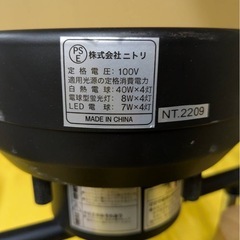 PS
E
株式会社ニトリ
定格電圧:100V
適用光源の定格消費電力
白熱電球:40W×4灯
電球型蛍光灯:8W×4灯
LED電球:7W×4灯
MADE IN CHINA
NT.2209